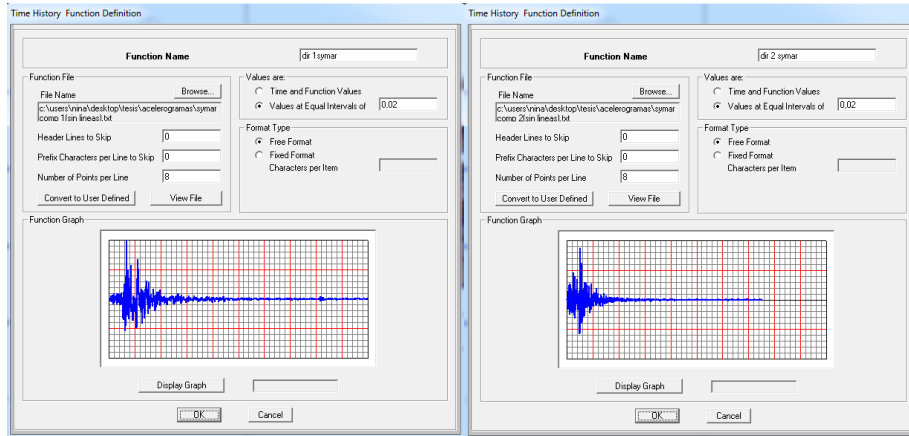 Time History Function Definition
Function Name
dir 1symar
Function File
File Name
Browse...
c:\users\nina\desktop\tesis\acelerogramas\symar
comp 1(sin lineas).txt
Header Lines to Skip
0
Prefix Characters per Line to Skip
0
Number of Points per Line
8
Convert to User Defined
View File
Values are:
Time and Function Values
Values at Equal Intervals of
0,02
Format Type
Free Format
Fixed Format
Characters per Item
Function Graph
Display Graph
OK
Cancel
Time History Function Definition
Function Name
dir 2 symar
Function File
File Name
Browse...
c:\users\nina\desktop\tesis\acelerogramas\symar
comp 2(sin lineas).txt
Header Lines to Skip
0
Prefix Characters per Line to Skip
0
Number of Points per Line
8
Convert to User Defined
View File
Values are:
Time and Function Values
Values at Equal Intervals of
0,02
Format Type
Free Format
Fixed Format
Characters per Item
Function Graph
Display Graph
OK
Cancel